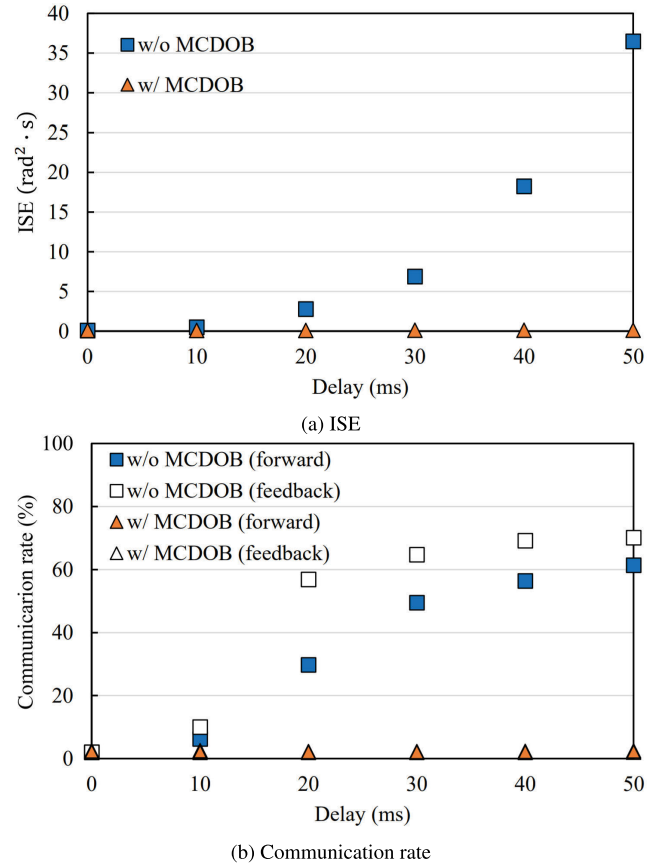 40
35
30
25
20
15
10
5
0
ISE (rad² · s)
w/o MCDOB
w/ MCDOB
0 10 20 30 40 50
Delay (ms)
(a) ISE
100
80
60
40
20
0
Communicarion rate (%)
w/o MCDOB (forward)
w/o MCDOB (feedback)
w/ MCDOB (forward)
w/ MCDOB (feedback)
0 10 20 30 40 50
Delay (ms)
(b) Communication rate